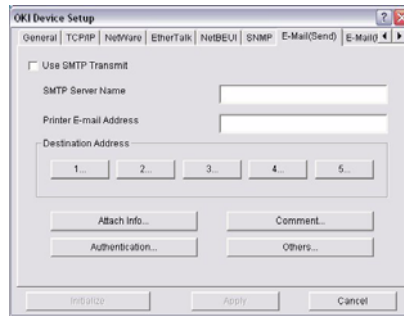 OKI Device Setup
General TCP/IP NetWare EtherTalk NetBEUI SNMP E-Mail(Send)
Use SMTP Transmit
SMTP Server Name
Printer E-mail Address
Destination Address
1... 2... 3... 4... 5...
Attach Info... Comment...
Authentication... Others...
Initialize Apply Cancel